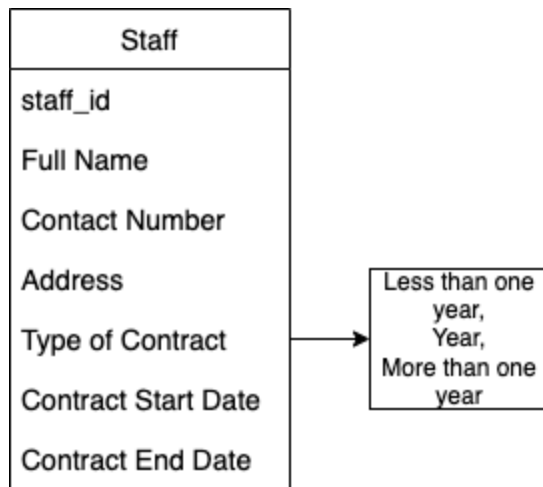 Staff
staff_id
Full Name
Contact Number
Address
Type of Contract
Contract Start Date
Contract End Date
Less than one
year,
Year,
More than one
year